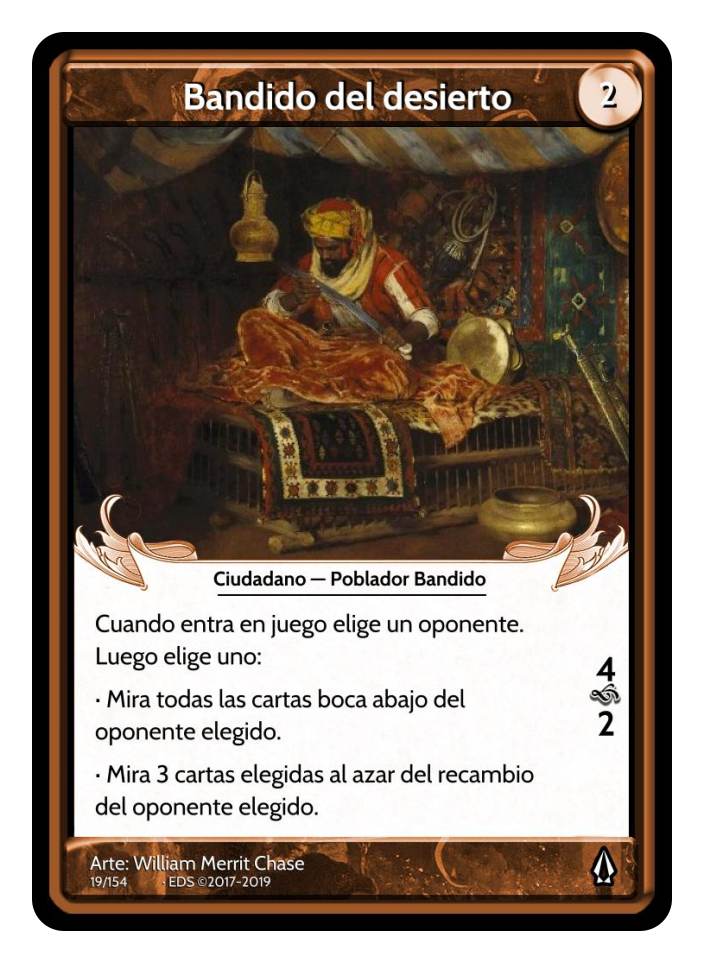 Bandido del desierto
2
Ciudadano — Poblador Bandido
Cuando entra en juego elige un oponente.
Luego elige uno:
· Mira todas las cartas boca abajo del
oponente elegido.
· Mira 3 cartas elegidas al azar del recambio
del oponente elegido.
4
2
Arte: William Merrit Chase
19/154 · EDS ©2017-2019